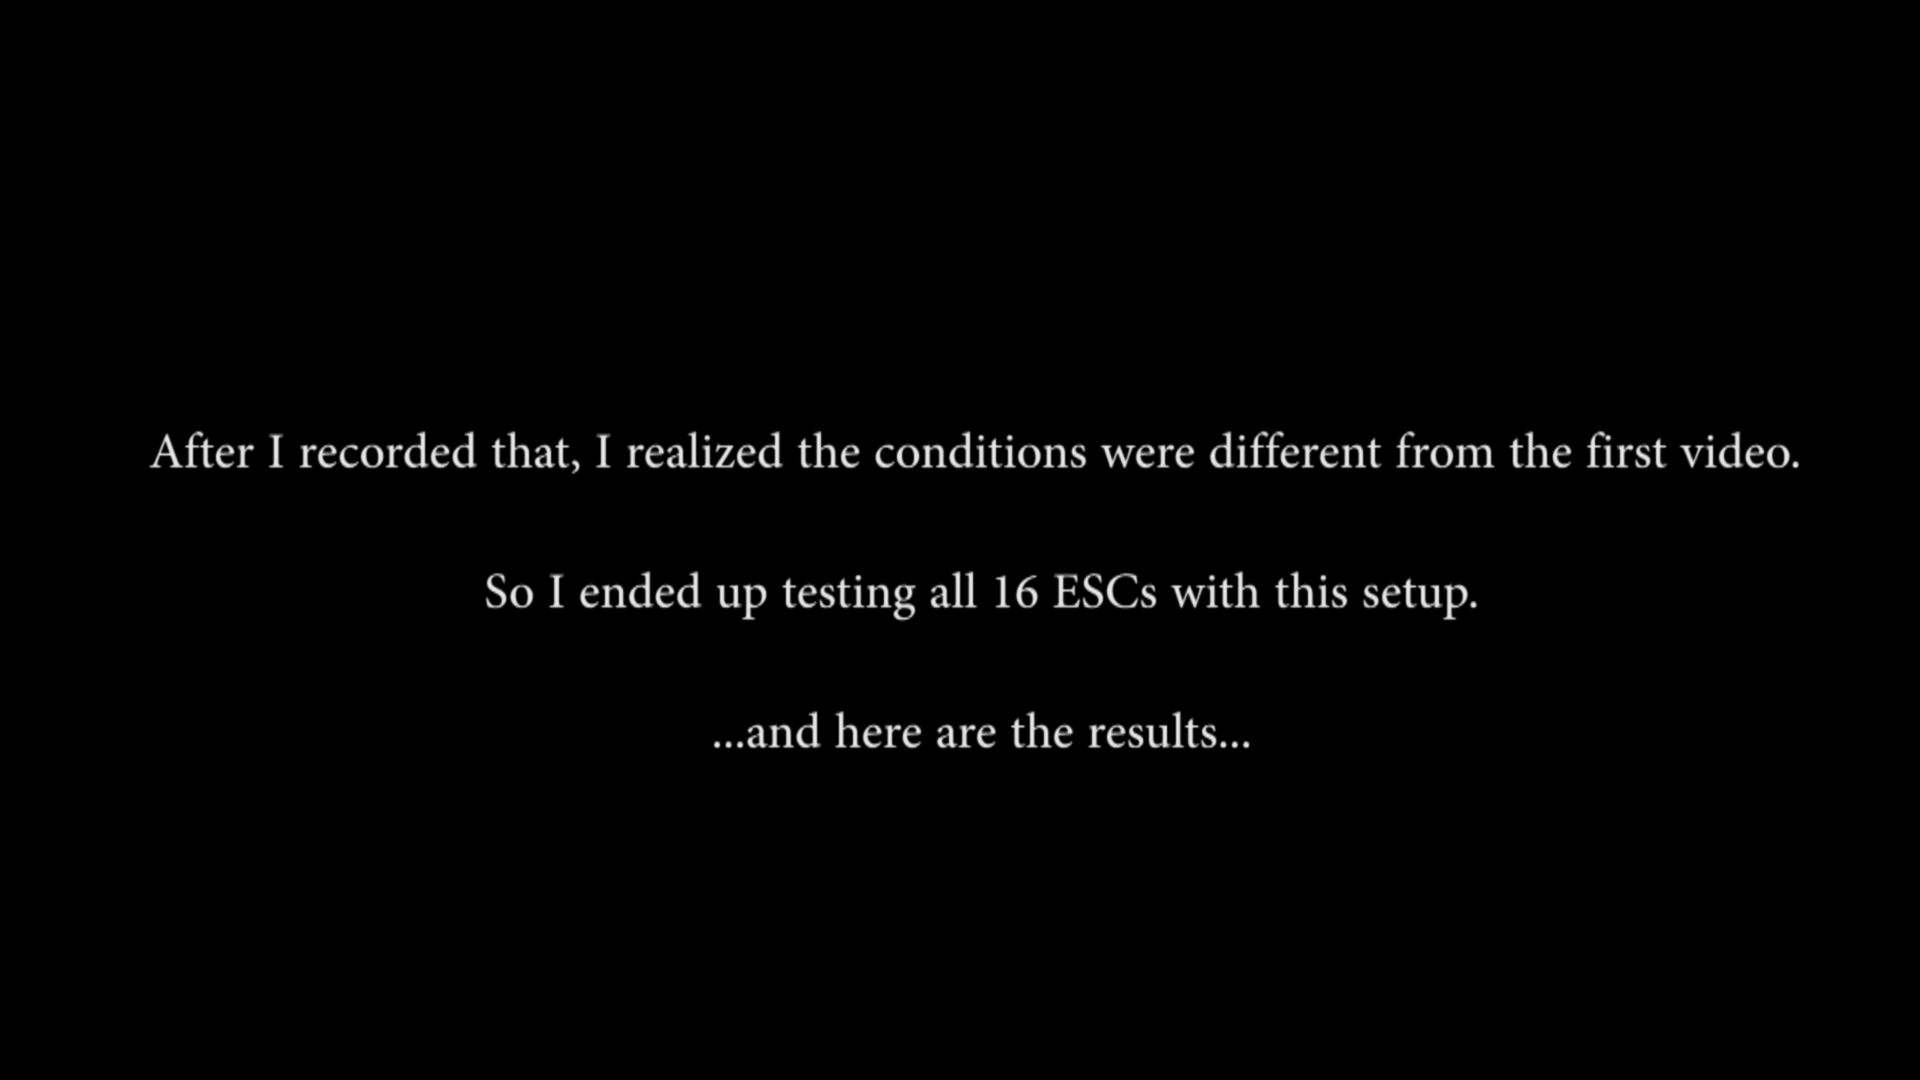 After I recorded that, I realized the conditions were different from the first video.
So I ended up testing all 16 ESCs with this setup.
...and here are the results...